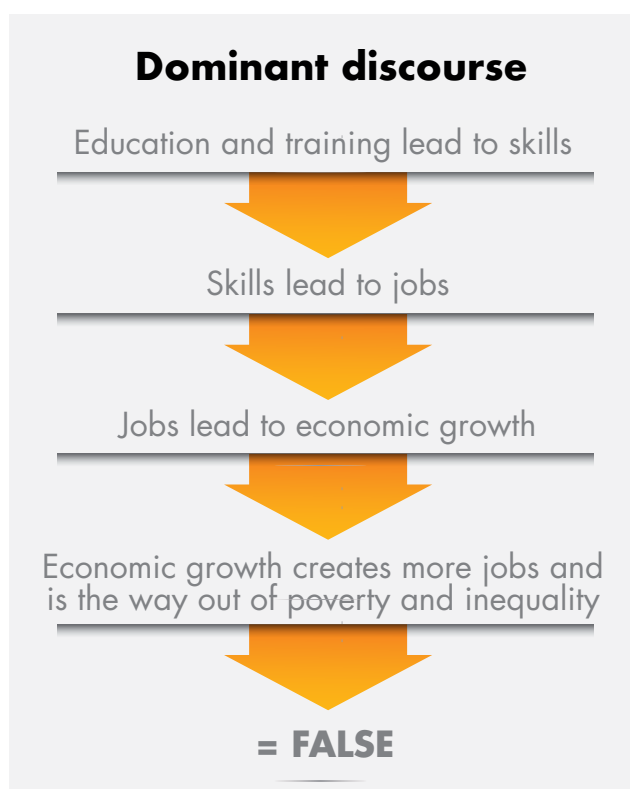 Dominant discourse
Education and training lead to skills
Skills lead to jobs
Jobs lead to economic growth
Economic growth creates more jobs and
is the way out of poverty and inequality
= FALSE